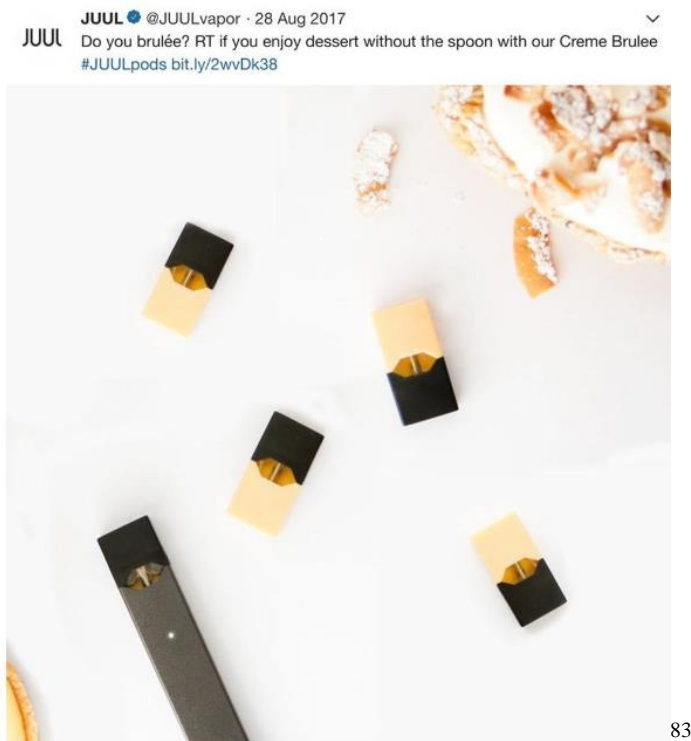 JUUL @JUULvapor · 28 Aug 2017
JUUL Do you brulée? RT if you enjoy dessert without the spoon with our Creme Brulee
#JUULpods bit.ly/2wvDk38
83